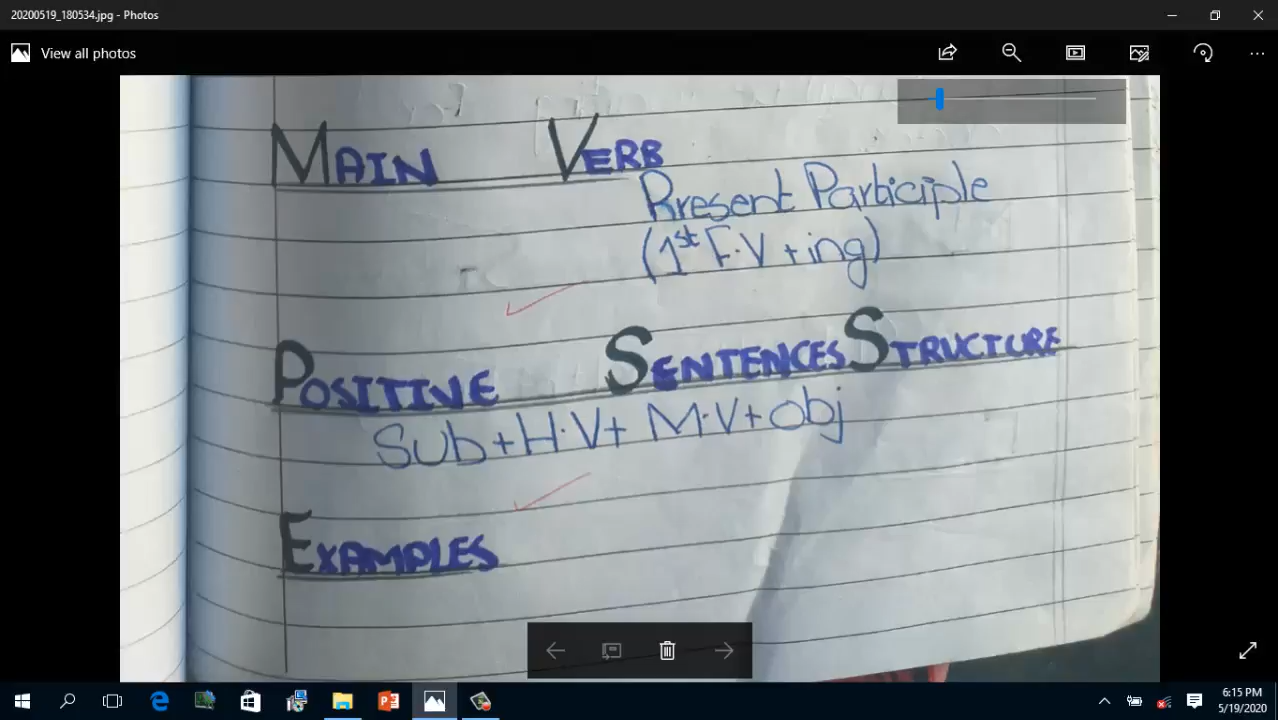 20200519_180534.jpg - Photos
View all photos
MAIN VERB
Present Participle
(1st F.V + ing)
POSITIVE SENTENCES STRUCTURE
Sub+H.V+ M.V+Obj
EXAMPLES
6:15 PM
5/19/2020